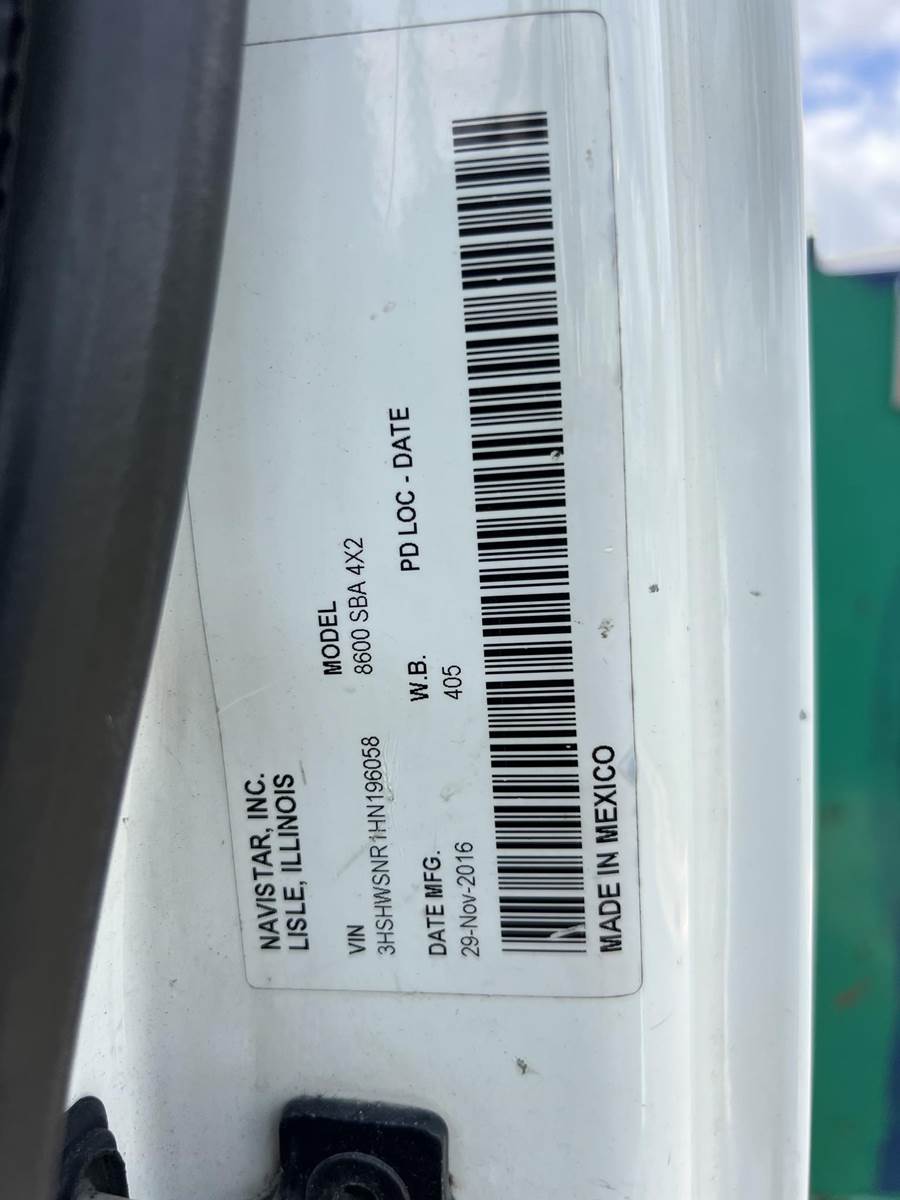 NAVISTAR, INC.
LISLE, ILLINOIS
VIN
3HSHWSNR1HN196058
MODEL
8600 SBA 4X2
DATE MFG.
29-Nov-2016
W.B.
405
PD LOC - DATE
MADE IN MEXICO